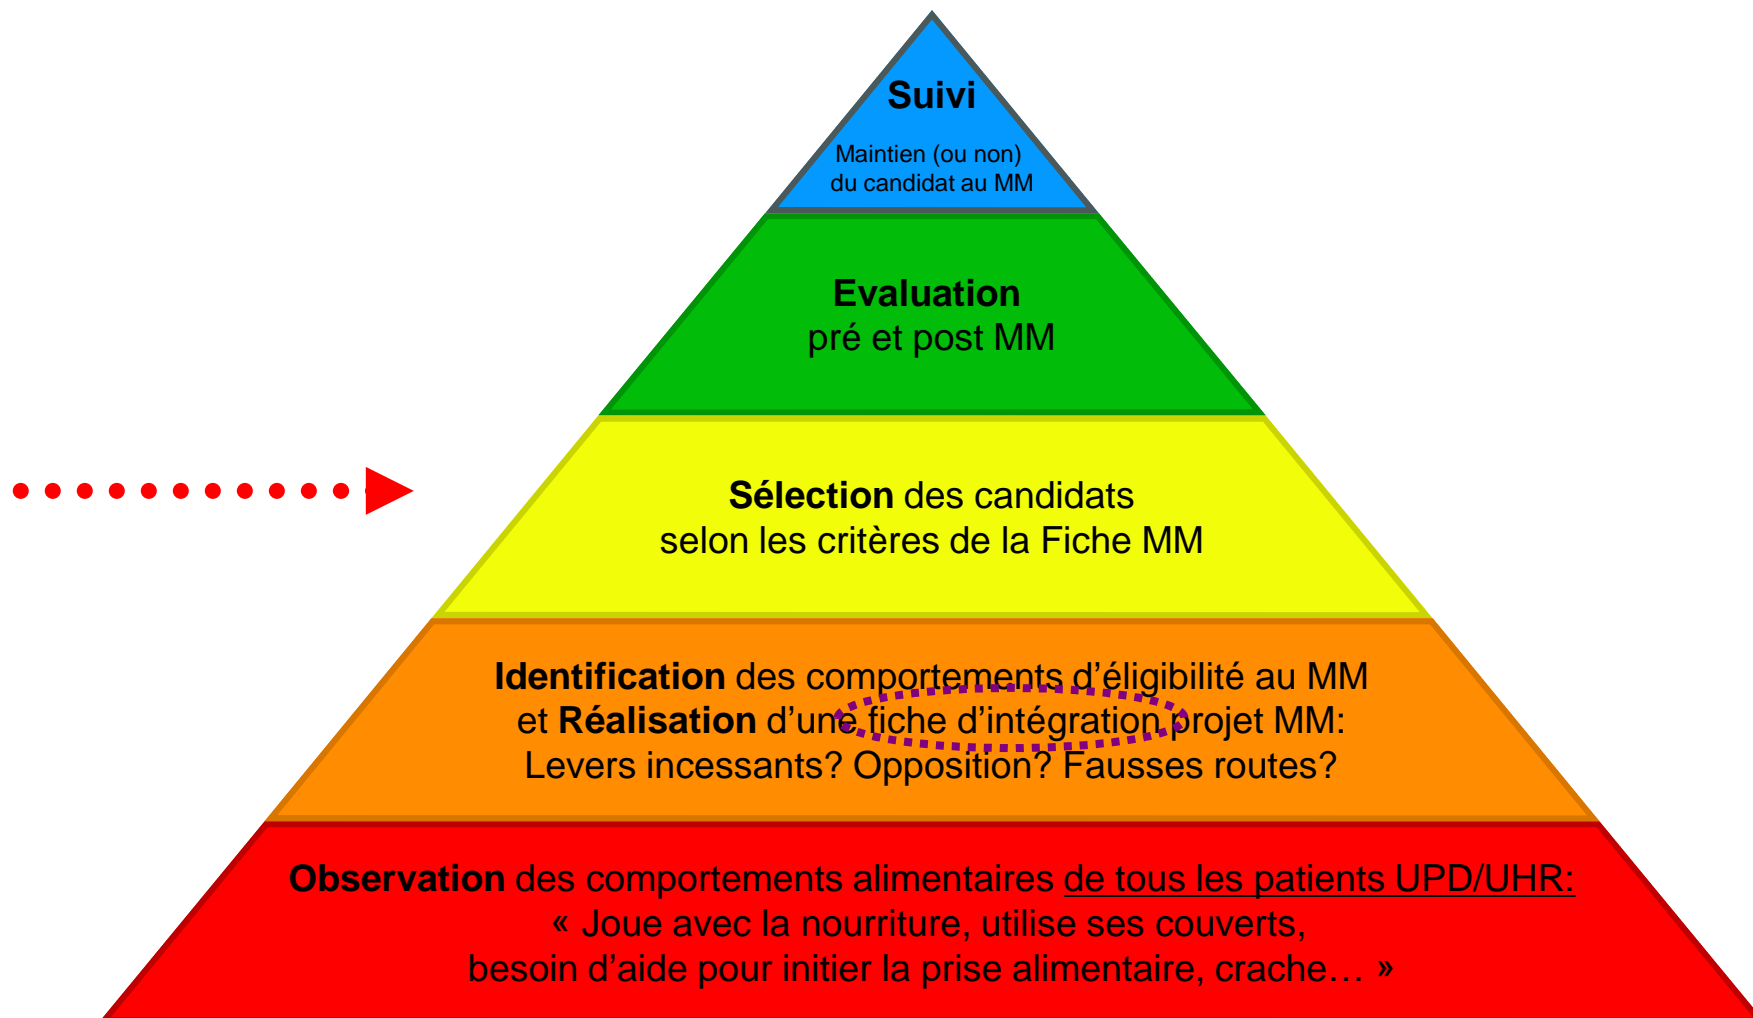 Suivi
Maintien (ou non)
du candidat au MM
Evaluation
pré et post MM
Sélection des candidats
selon les critères de la Fiche MM
Identification des comportements d’éligibilité au MM
et Réalisation d’une fiche d’intégration projet MM:
Levers incessants? Opposition? Fausses routes?
Observation des comportements alimentaires de tous les patients UPD/UHR:
« Joue avec la nourriture, utilise ses couverts,
besoin d’aide pour initier la prise alimentaire, crache… »